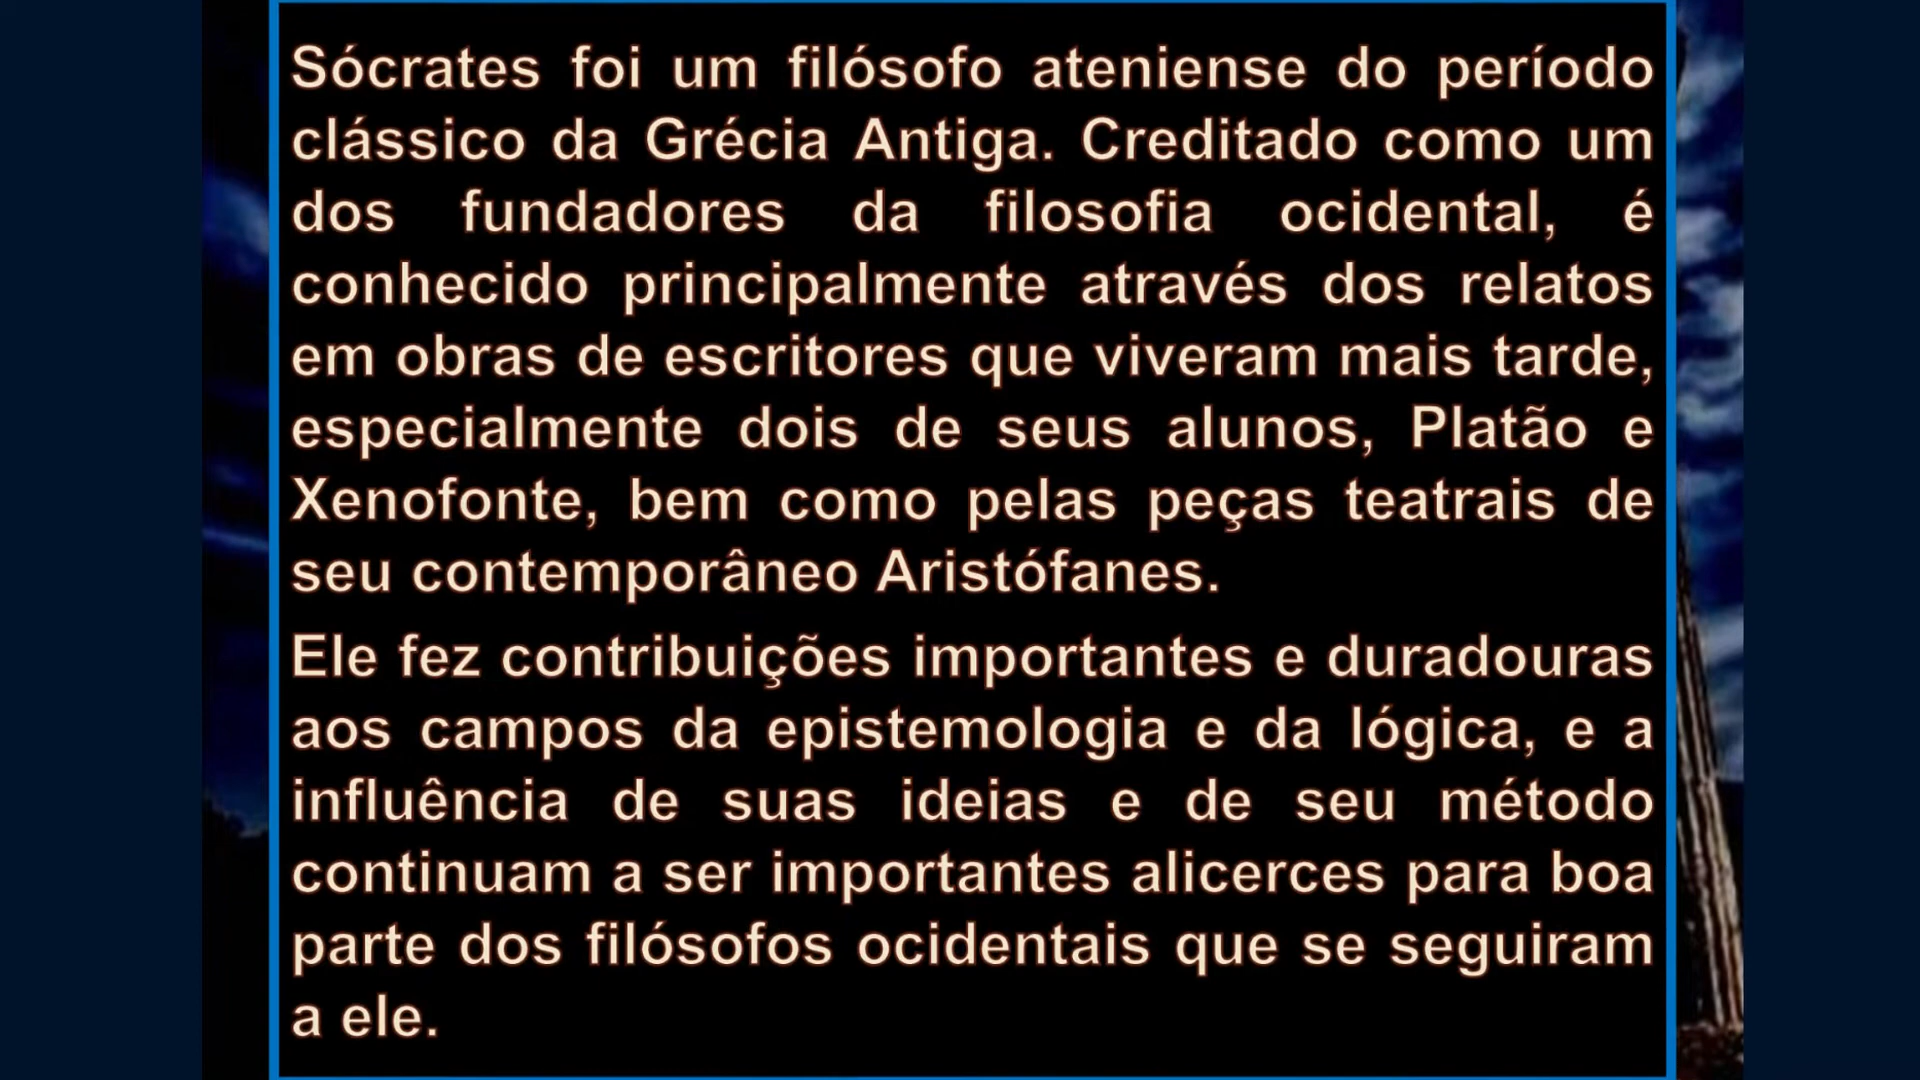 Sócrates foi um filósofo ateniense do período
clássico da Grécia Antiga. Creditado como um
dos fundadores da filosofia ocidental, é
conhecido principalmente através dos relatos
em obras de escritores que viveram mais tarde,
especialmente dois de seus alunos, Platão e
Xenofonte, bem como pelas peças teatrais de
seu contemporâneo Aristófanes.
Ele fez contribuições importantes e duradouras
aos campos da epistemologia e da lógica, e a
influência de suas ideias e de seu método
continuam a ser importantes alicerces para boa
parte dos filósofos ocidentais que se seguiram
a ele.